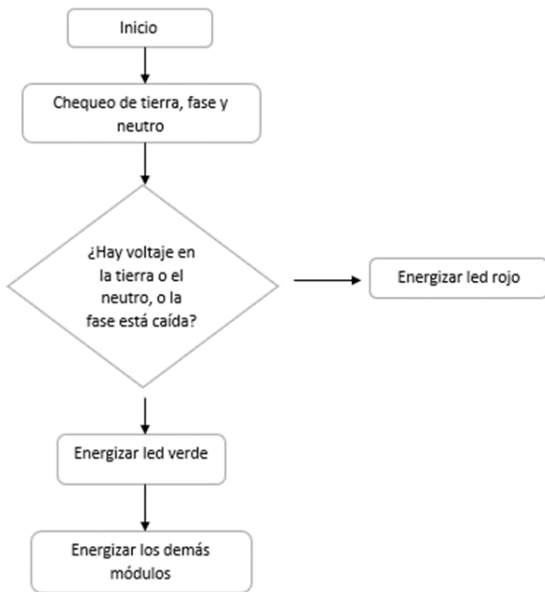 Inicio
Chequeo de tierra, fase y
neutro
¿Hay voltaje en
la tierra o el
neutro, o la
fase está caída?
Energizar led rojo
Energizar led verde
Energizar los demás
módulos